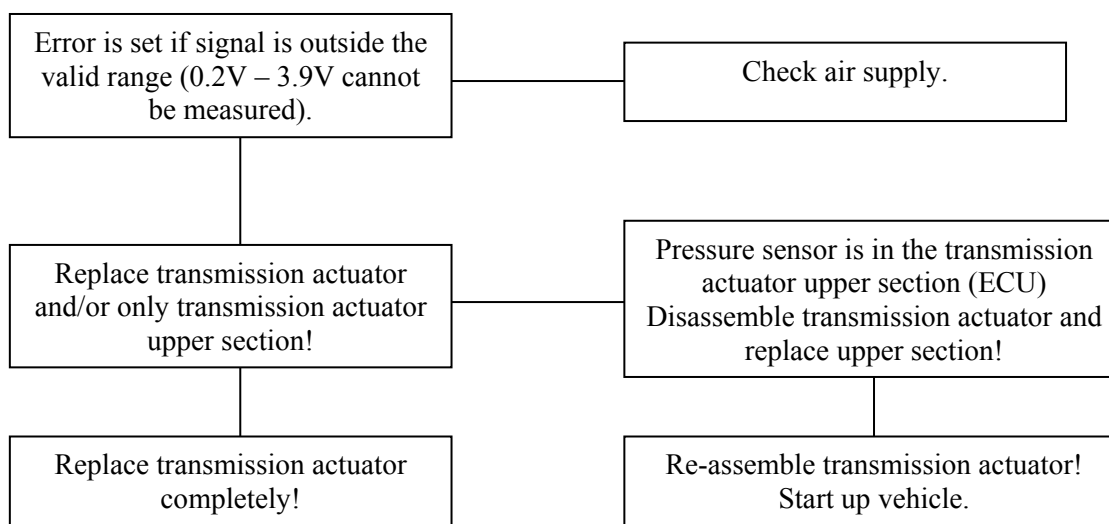 Error is set if signal is outside the
valid range (0.2V – 3.9V cannot
be measured).
Check air supply.
Replace transmission actuator
and/or only transmission actuator
upper section!
Pressure sensor is in the transmission
actuator upper section (ECU)
Disassemble transmission actuator and
replace upper section!
Replace transmission actuator
completely!
Re-assemble transmission actuator!
Start up vehicle.